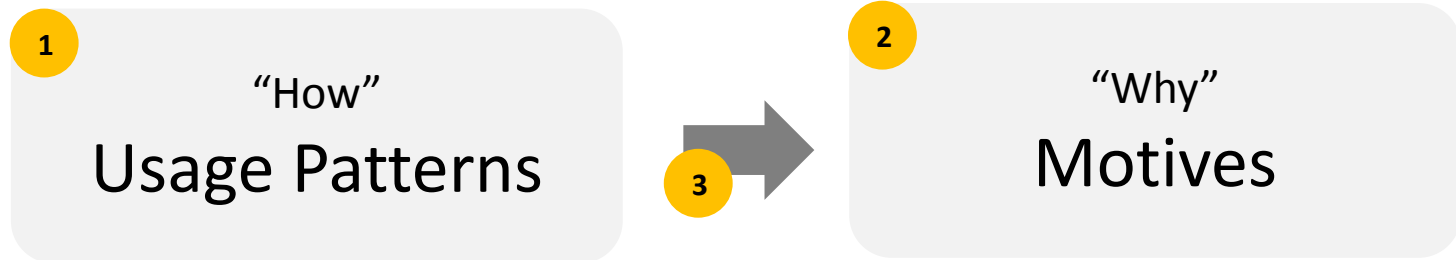 1
“How”
Usage Patterns
3
2
“Why”
Motives